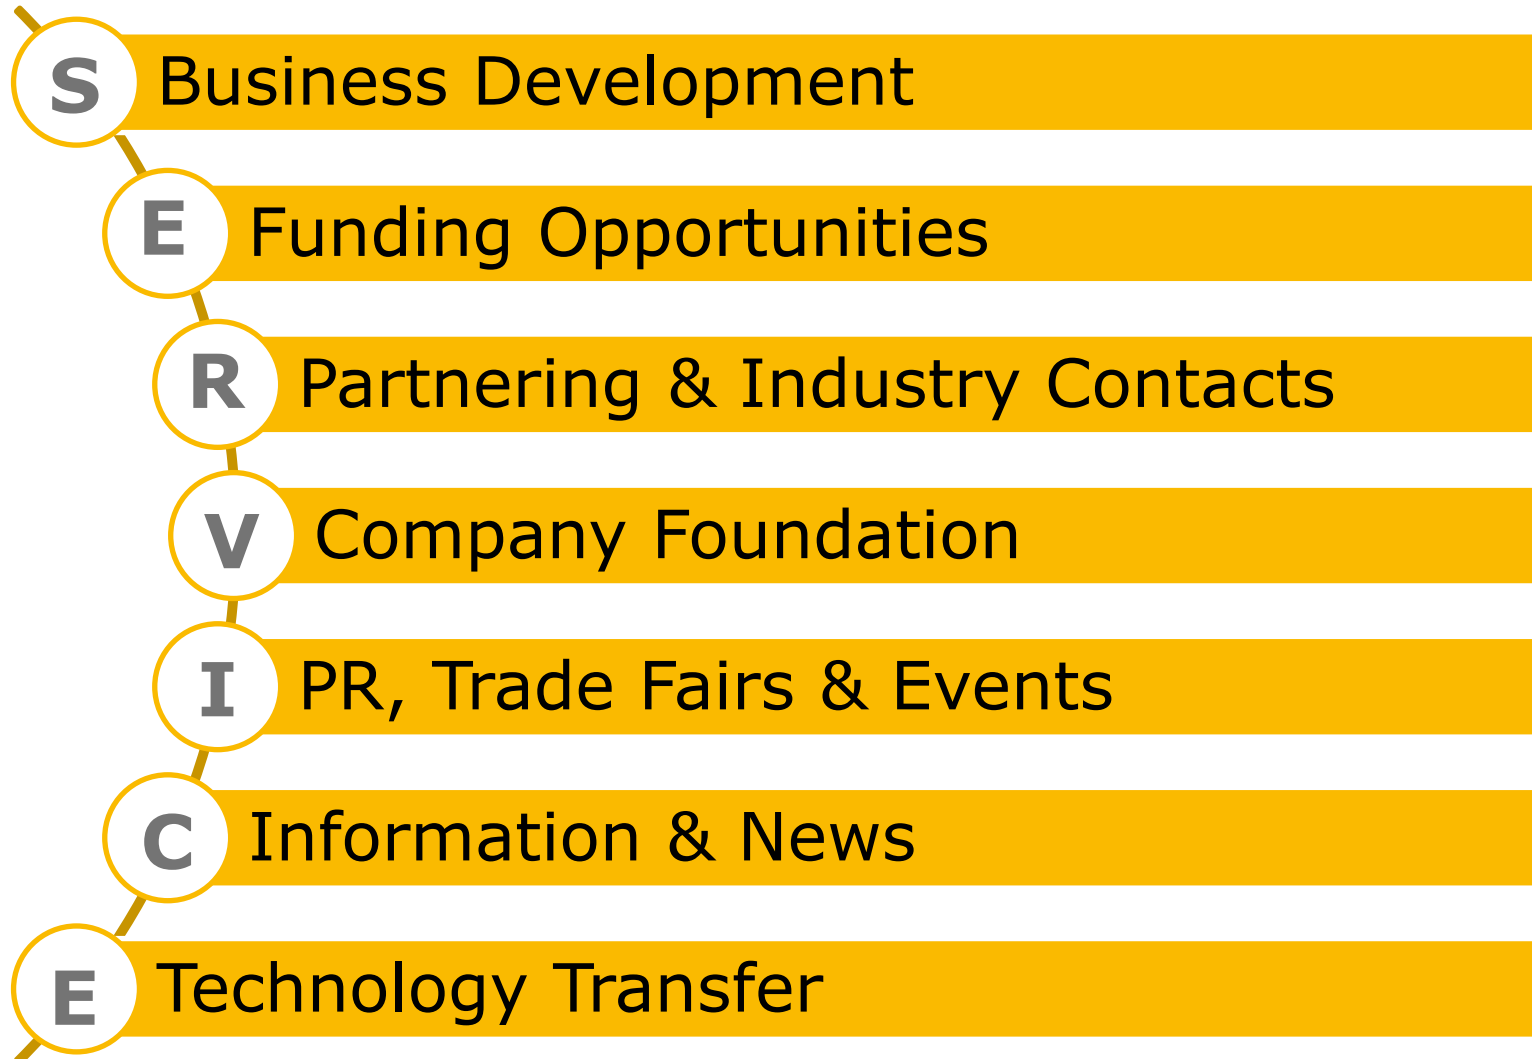 S Business Development
E Funding Opportunities
R Partnering & Industry Contacts
V Company Foundation
I PR, Trade Fairs & Events
C Information & News
E Technology Transfer